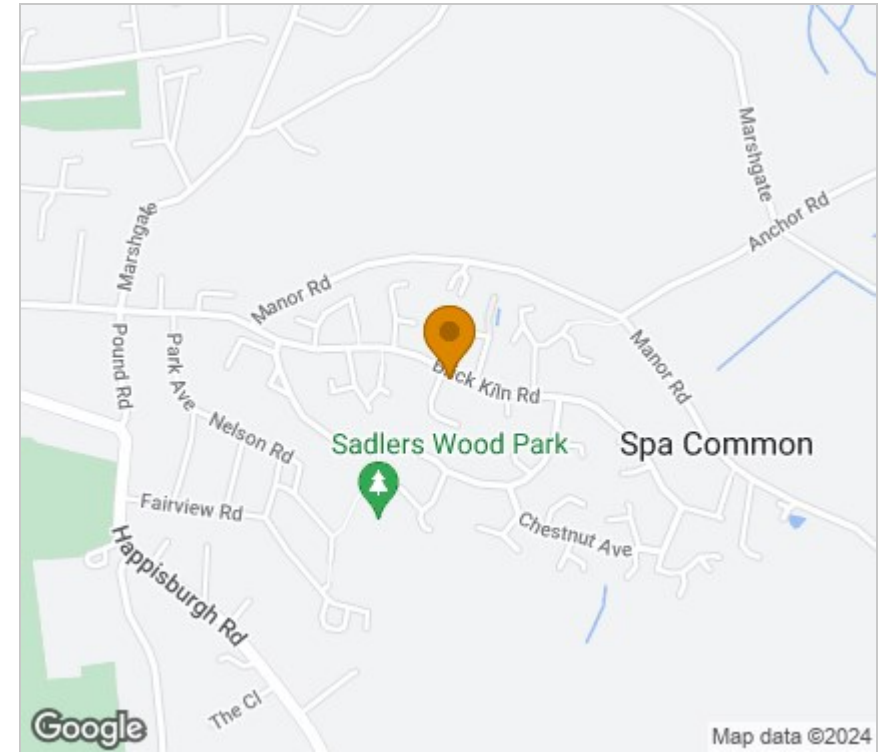 Marshgate
Anchor Rd
Marshgate
Manor Rd
Manor Rd
Pound Rd
Park Ave
Brick Kiln Rd
Nelson Rd
Sadlers Wood Park
Spa Common
Fairview Rd
Chestnut Ave
Happisburgh Rd
The Cl
Google
Map data ©2024